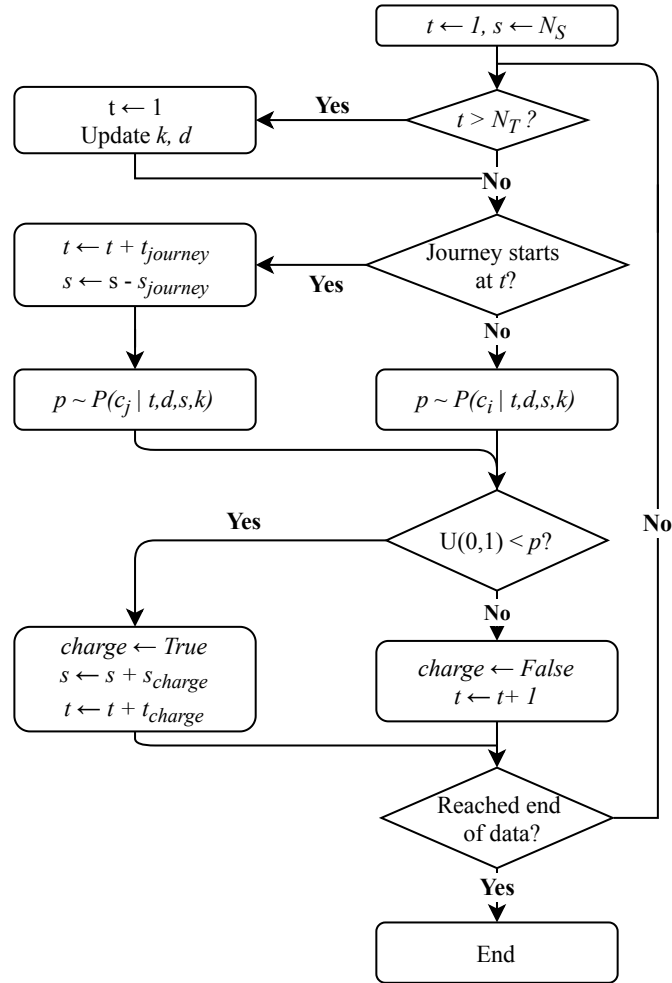 t ← 1, s ← N_S
Yes
t ← 1
Update k, d
t > N_T ?
No
t ← t + t_journey
s ← s - s_journey
Yes
Journey starts
at t?
No
p ~ P(c_j | t,d,s,k)
p ~ P(c_i | t,d,s,k)
No
Yes
U(0,1) < p?
No
charge ← True
s ← s + s_charge
t ← t + t_charge
charge ← False
t ← t+ 1
Reached end
of data?
Yes
End